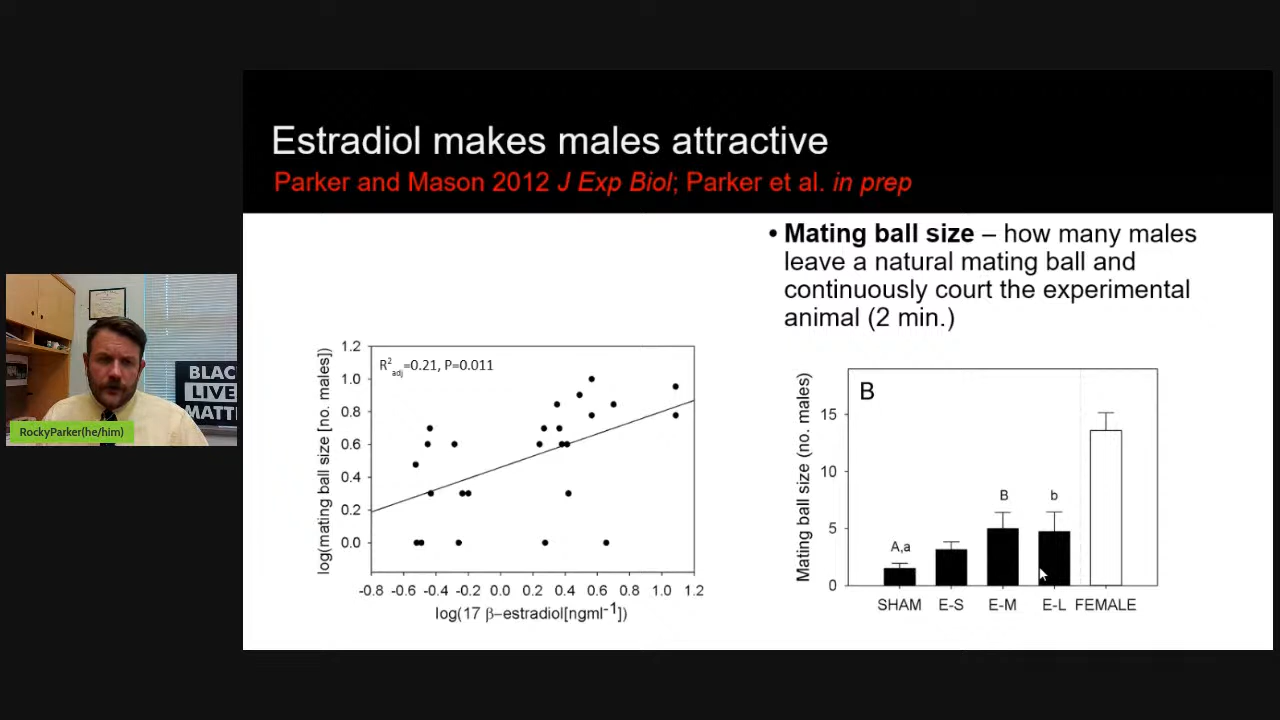 Estradiol makes males attractive
Parker and Mason 2012 J Exp Biol; Parker et al. in prep
• Mating ball size – how many males
leave a natural mating ball and
continuously court the experimental
animal (2 min.)
R²adj=0.21, P=0.011
log(mating ball size [no. males])
1.2
1.0
0.8
0.6
0.4
0.2
0.0
-0.8 -0.6 -0.4 -0.2 0.0 0.2 0.4 0.6 0.8 1.0 1.2
log(17 β–estradiol[ngml⁻¹])
B
Mating ball size (no. males)
15
10
5
0
A,a
B
b
SHAM E-S E-M E-L FEMALE
BLAC
LIVE
MATT
RockyParker(he/him)